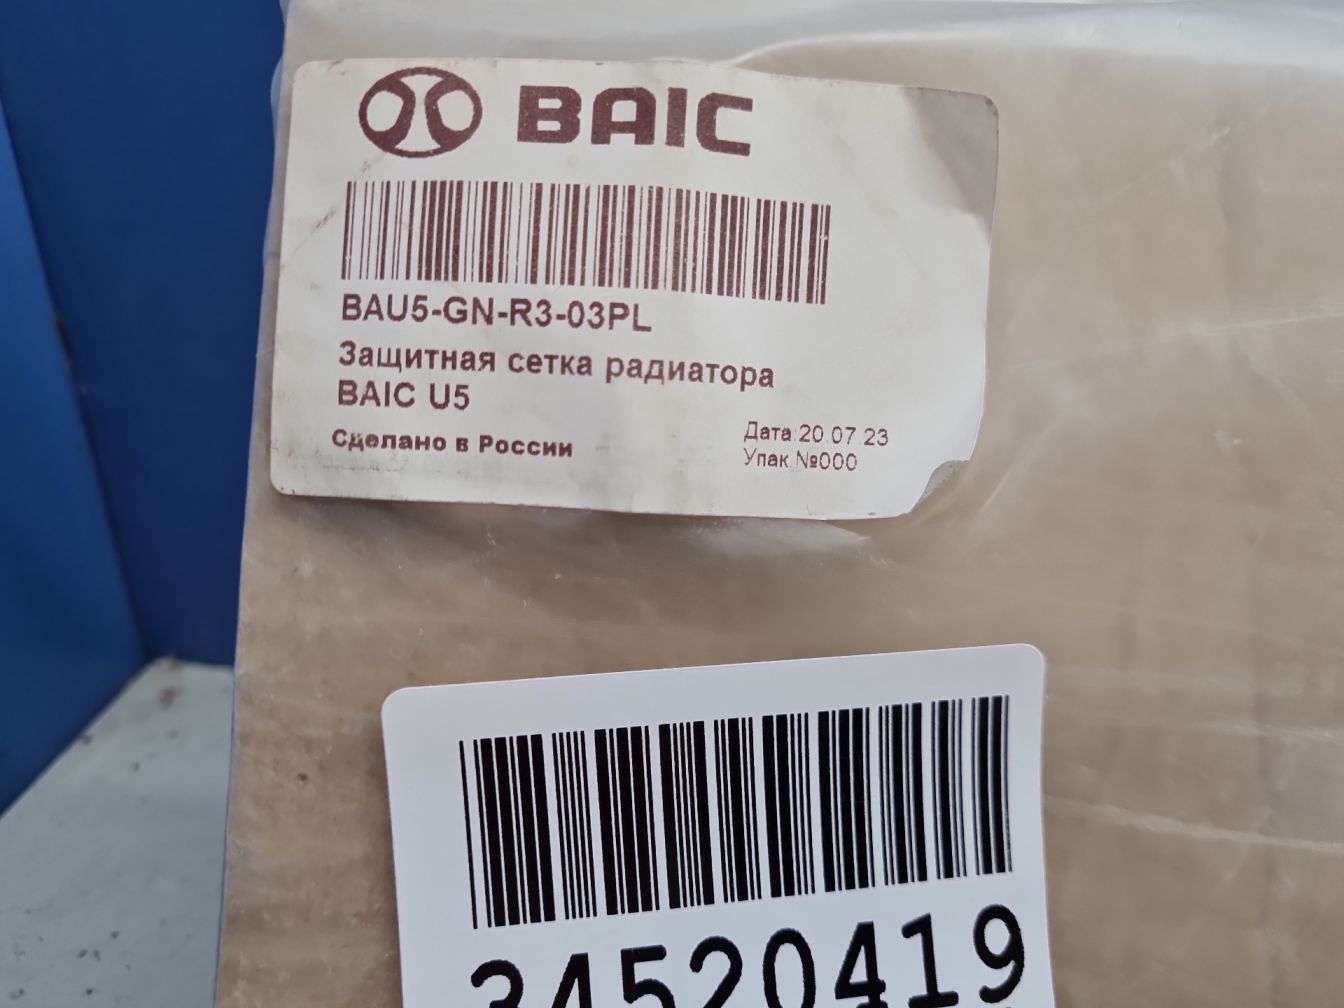 BAIC
BAU5-GN-R3-03PL
Защитная сетка радиатора
BAIC U5
Сделано в России
Дата:20.07.23
Упак.№000
34520419